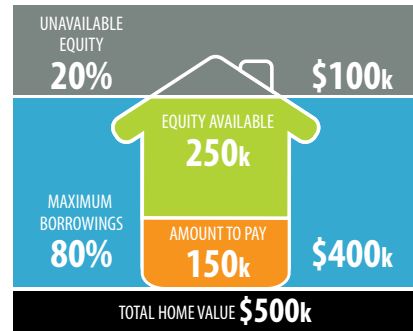 UNAVAILABLE
EQUITY
20%
$100k
EQUITY AVAILABLE
250k
MAXIMUM
BORROWINGS
80%
AMOUNT TO PAY
150k
$400k
TOTAL HOME VALUE $500k